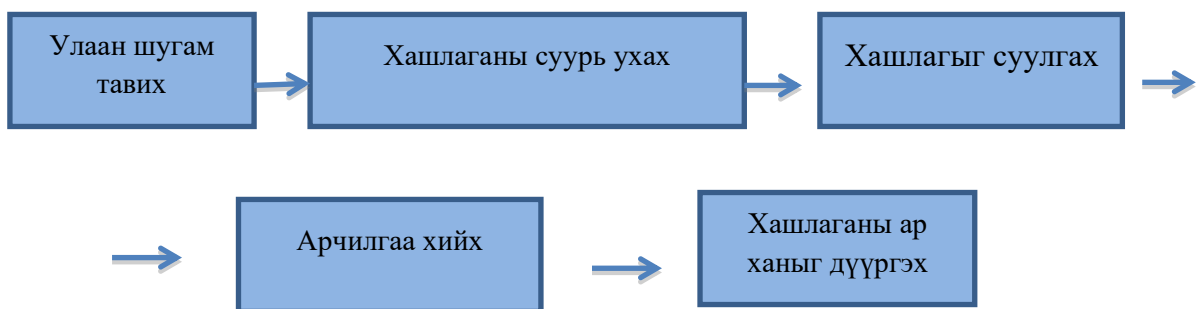 Улаан шугам
тавих
Хашлаганы суурь ухах
Хашлагыг суулгах
Арчилгаа хийх
Хашлаганы ар
ханыг дүүргэх